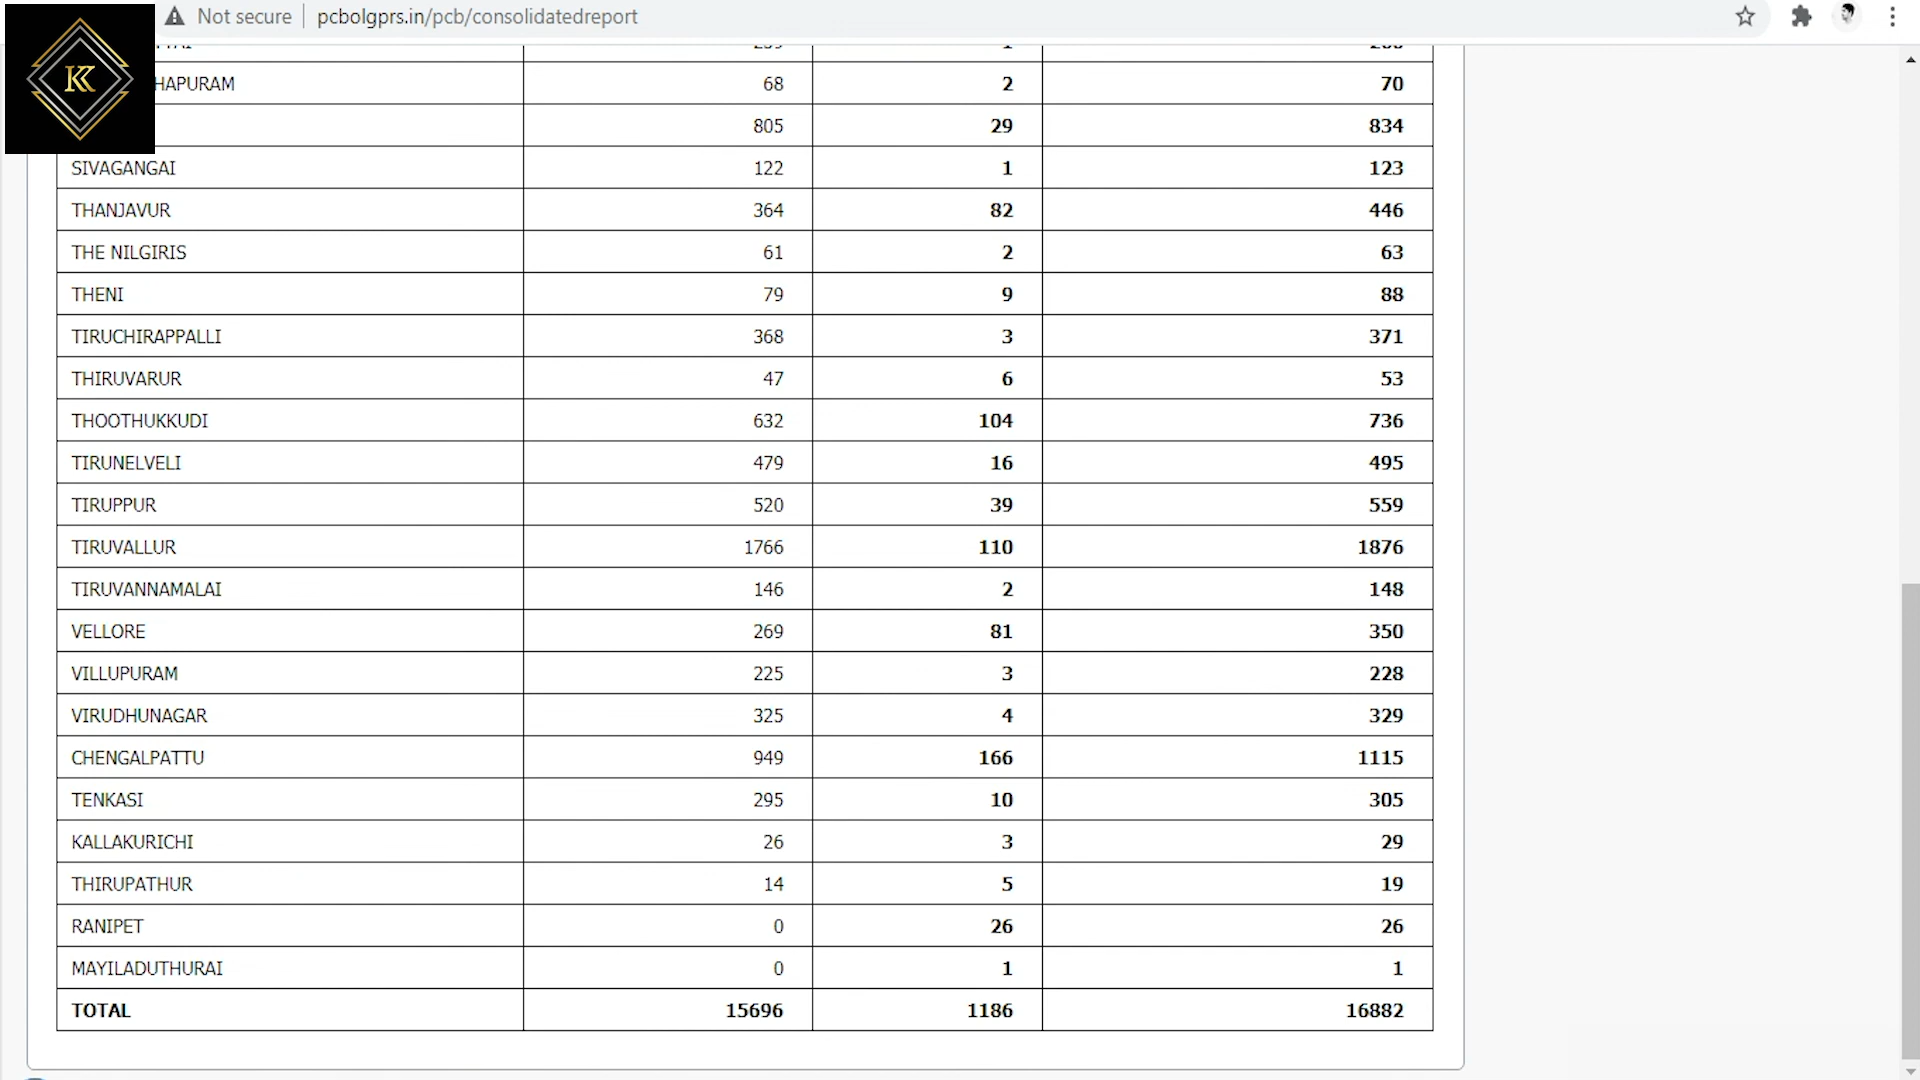 Not secure pcbolgprs.in/pcb/consolidatedreport
HAPURAM 68 2 70
805 29 834
SIVAGANGAI 122 1 123
THANJAVUR 364 82 446
THE NILGIRIS 61 2 63
THENI 79 9 88
TIRUCHIRAPPALLI 368 3 371
THIRUVARUR 47 6 53
THOOTHUKKUDI 632 104 736
TIRUNELVELI 479 16 495
TIRUPPUR 520 39 559
TIRUVALLUR 1766 110 1876
TIRUVANNAMALAI 146 2 148
VELLORE 269 81 350
VILLUPURAM 225 3 228
VIRUDHUNAGAR 325 4 329
CHENGALPATTU 949 166 1115
TENKASI 295 10 305
KALLAKURICHI 26 3 29
THIRUPATHUR 14 5 19
RANIPET 0 26 26
MAYILADUTHURAI 0 1 1
TOTAL 15696 1186 16882